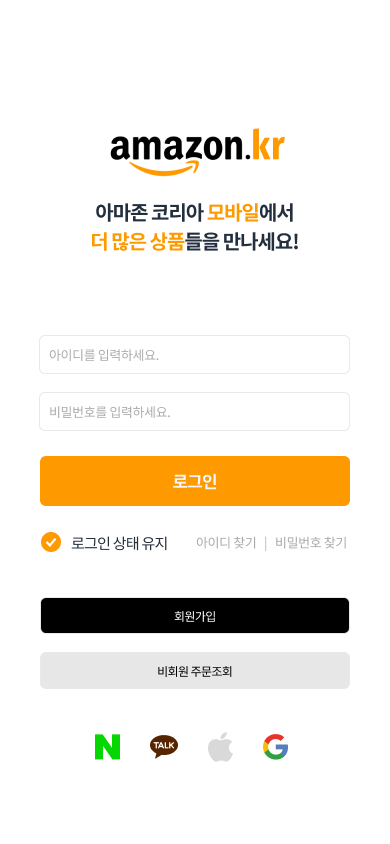 amazon.kr
아마존 코리아 모바일에서
더 많은 상품들을 만나세요!
아이디를 입력하세요.
비밀번호를 입력하세요.
로그인
로그인 상태 유지
아이디 찾기 | 비밀번호 찾기
회원가입
비회원 주문조회
N
TALK
G